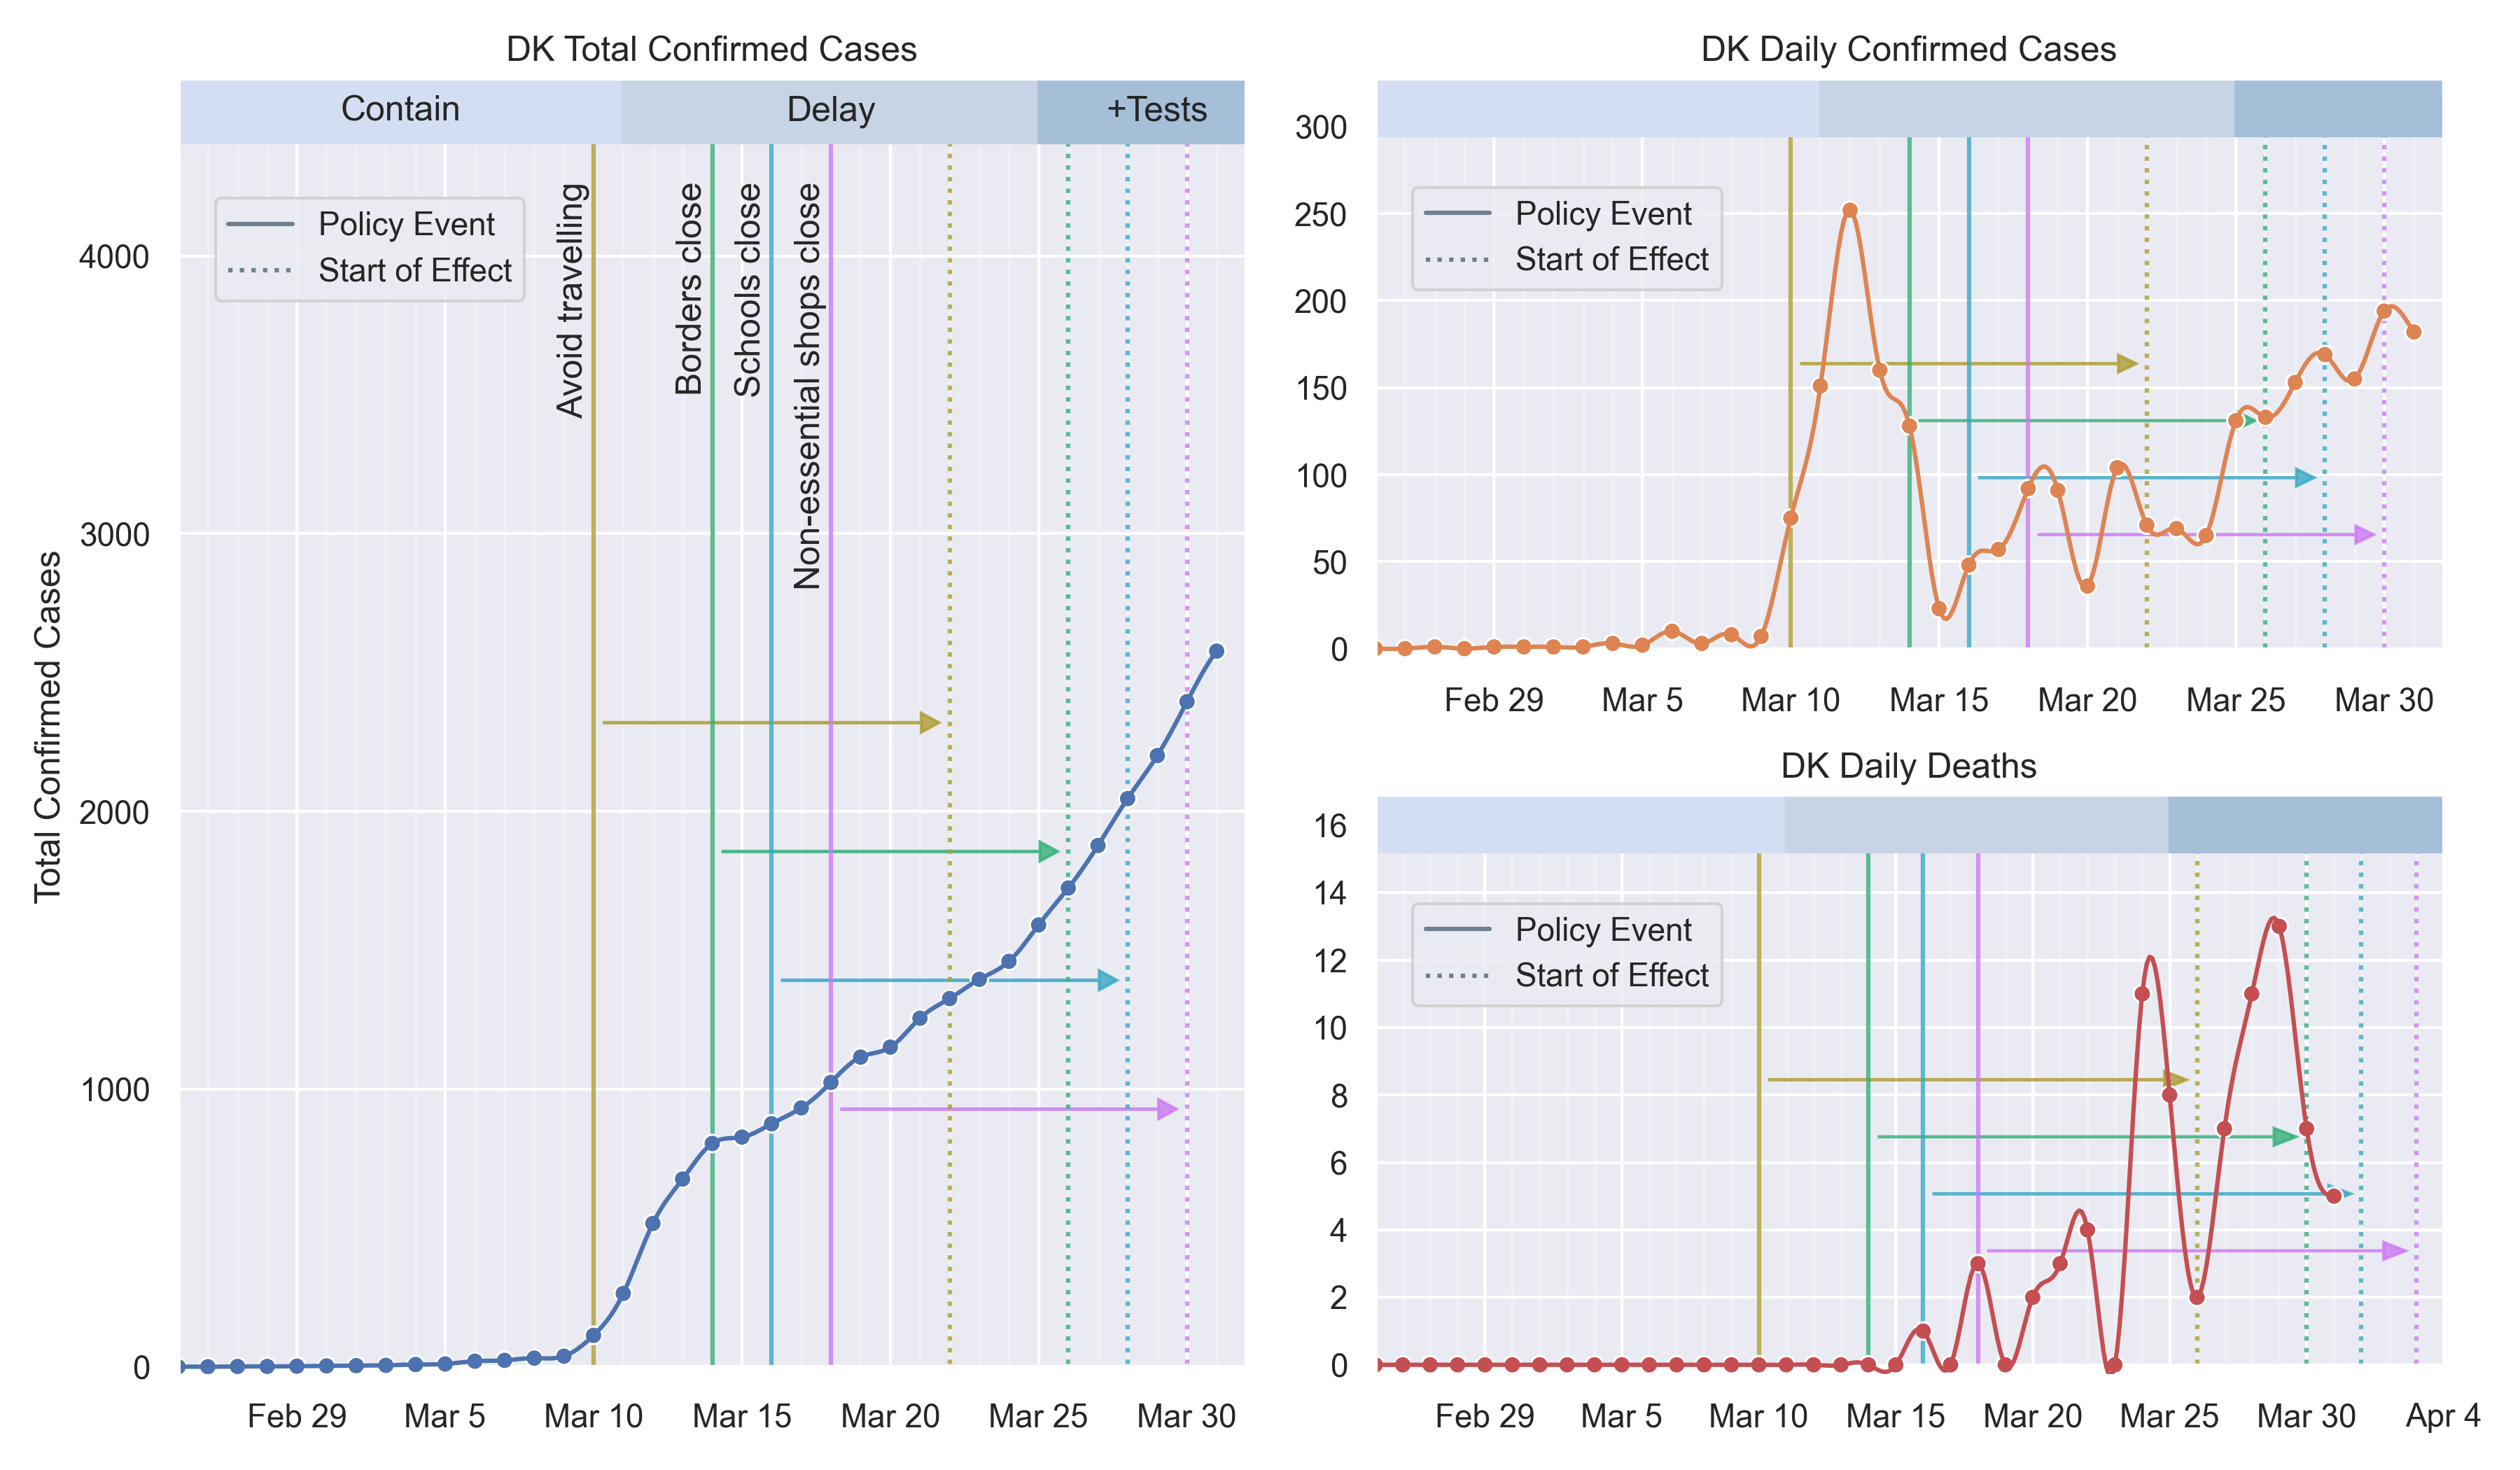 DK Total Confirmed Cases
Contain
Delay
+Tests
Policy Event
Start of Effect
Avoid travelling
Borders close
Schools close
Non-essential shops close
Total Confirmed Cases
4000
3000
2000
1000
0
Feb 29
Mar 5
Mar 10
Mar 15
Mar 20
Mar 25
Mar 30
DK Daily Confirmed Cases
Policy Event
Start of Effect
300
250
200
150
100
50
0
Feb 29
Mar 5
Mar 10
Mar 15
Mar 20
Mar 25
Mar 30
DK Daily Deaths
Policy Event
Start of Effect
16
14
12
10
8
6
4
2
0
Feb 29
Mar 5
Mar 10
Mar 15
Mar 20
Mar 25
Mar 30
Apr 4